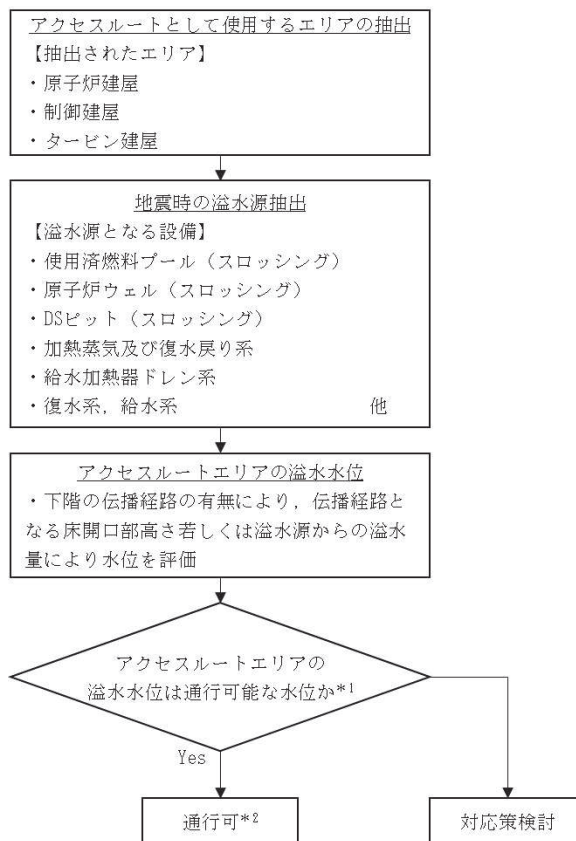 アクセスルートとして使用するエリアの抽出
【抽出されたエリア】
・原子炉建屋
・制御建屋
・タービン建屋
地震時の溢水源抽出
【溢水源となる設備】
・使用済燃料プール（スロッシング）
・原子炉ウェル（スロッシング）
・DSピット（スロッシング）
・加熱蒸気及び復水戻り系
・給水加熱器ドレン系
・復水系，給水系　　　　　　　　他
アクセスルートエリアの溢水水位
・下階の伝播経路の有無により，伝播経路と
なる床開口部高さ若しくは溢水源からの溢水
量により水位を評価
アクセスルートエリアの
溢水水位は通行可能な水位か*1
Yes
通行可*2
対応策検討